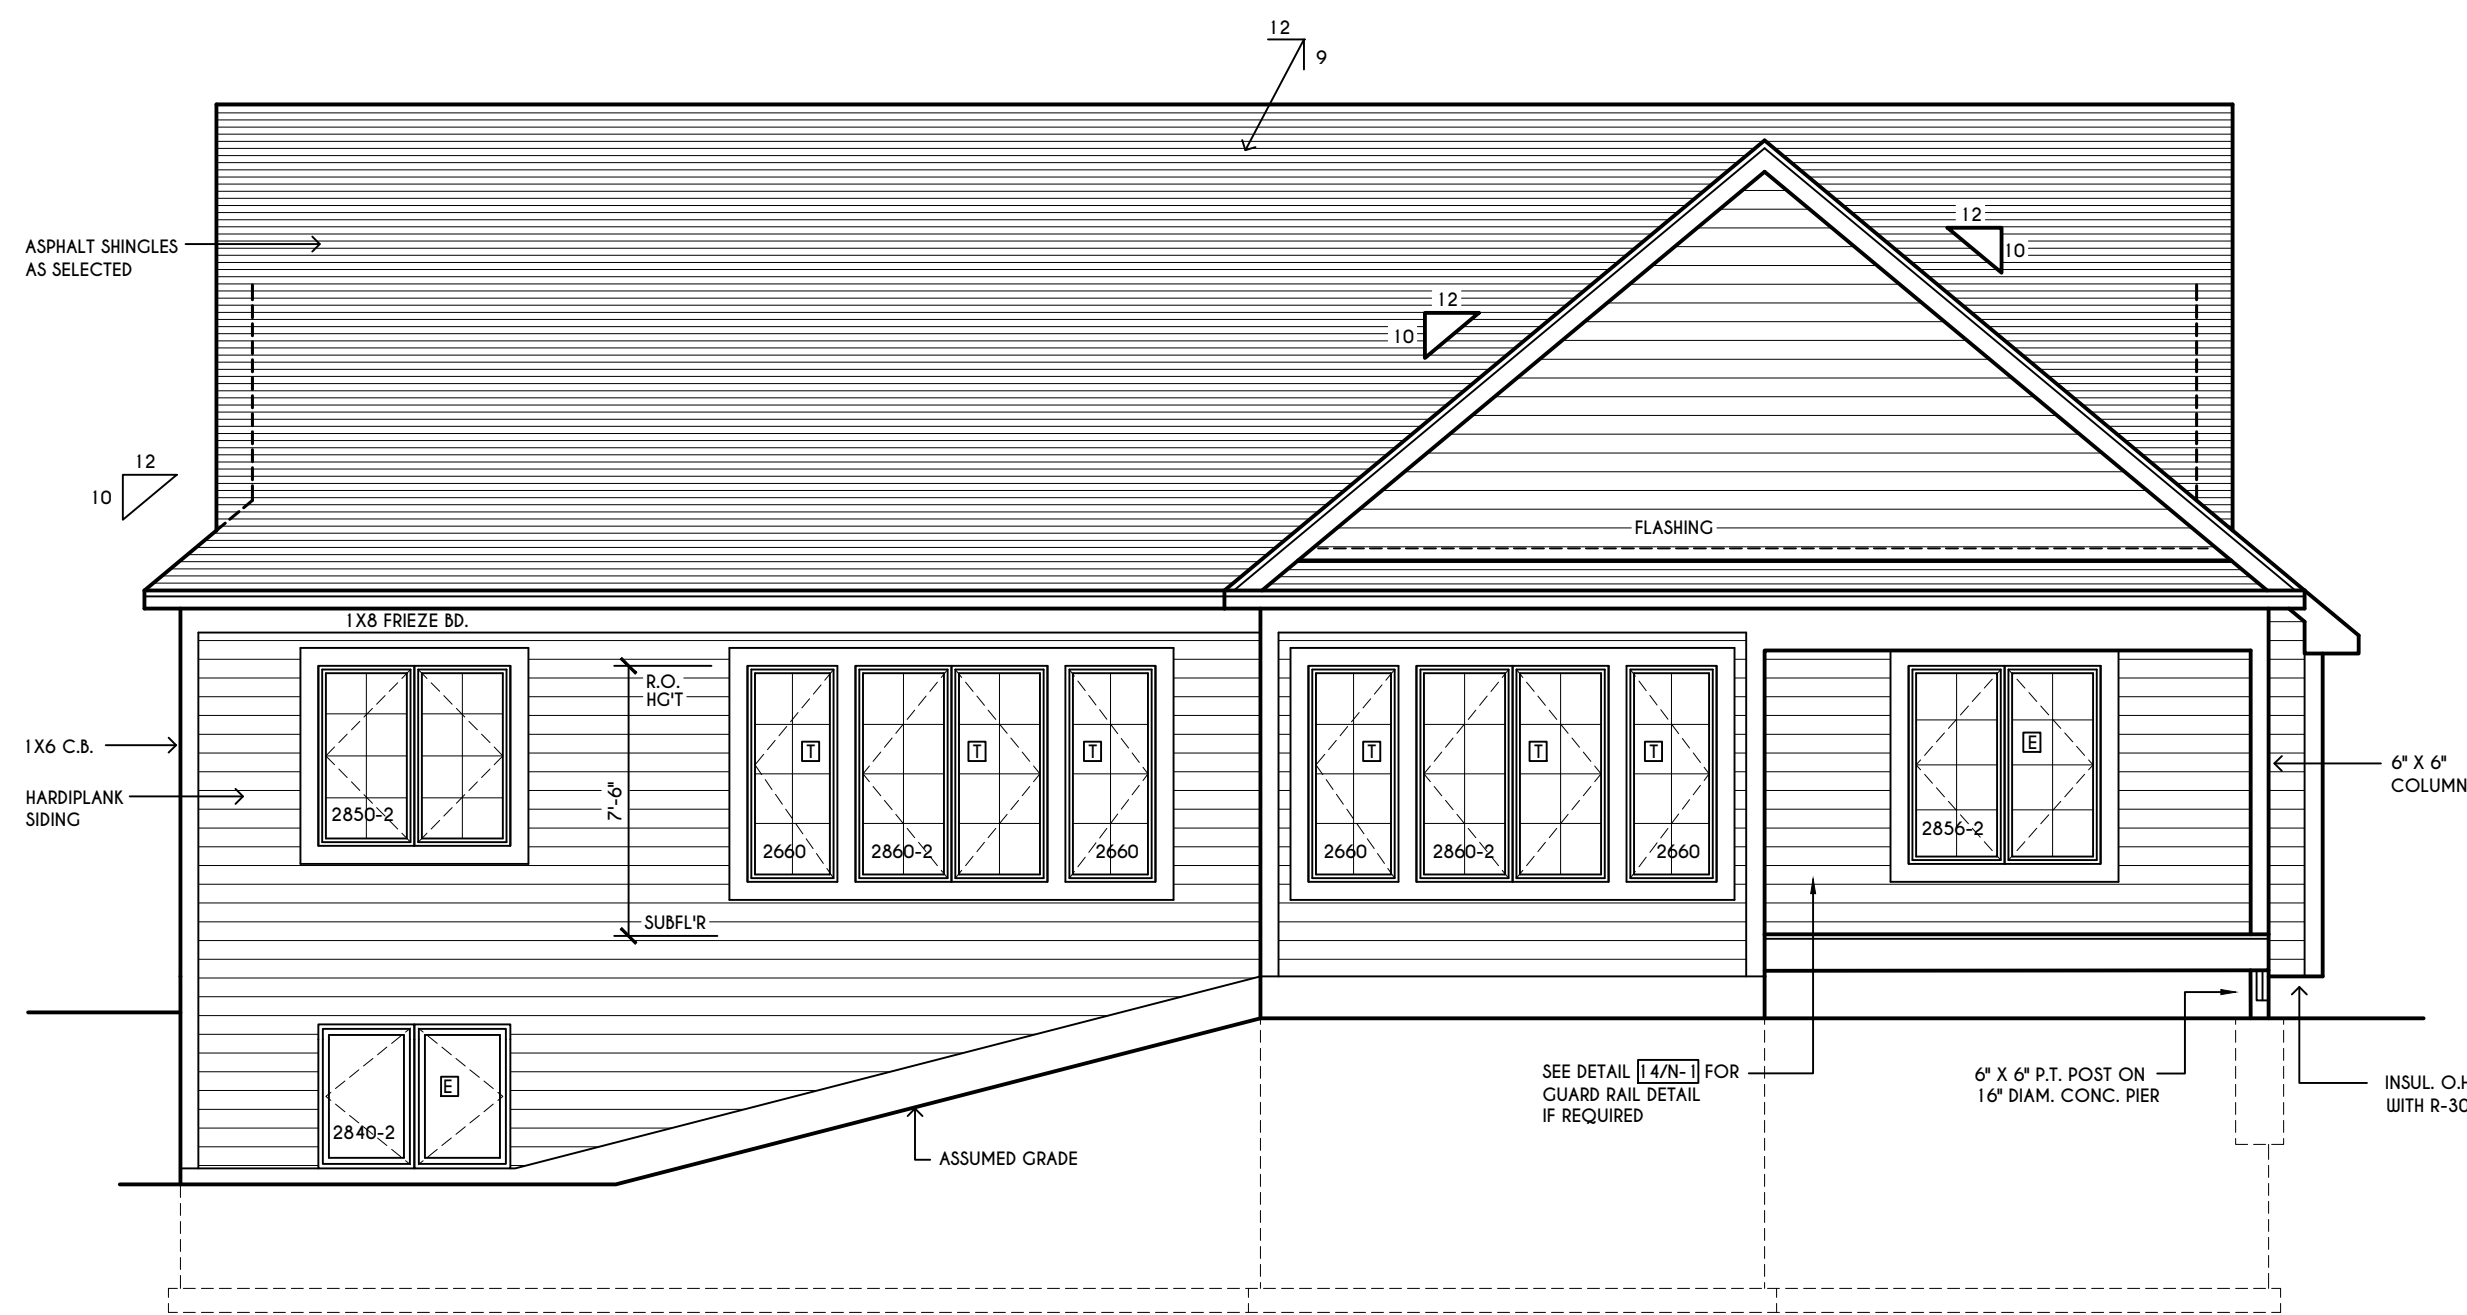 12
9
12
10
ASPHALT SHINGLES
AS SELECTED
12
10
12
10
FLASHING
1X8 FRIEZE BD.
R.O.
HG'T
1X6 C.B.
T
T
T
T
T
T
E
6" X 6"
COLUMN
HARDIPLANK
SIDING
7'-6"
2850-2
2856-2
2660
2860-2
2660
2660
2860-2
2660
SUBFL'R
SEE DETAIL 14/N-1 FOR
GUARD RAIL DETAIL
IF REQUIRED
6" X 6" P.T. POST ON
16" DIAM. CONC. PIER
INSUL. O.H
WITH R-30
E
2840-2
ASSUMED GRADE